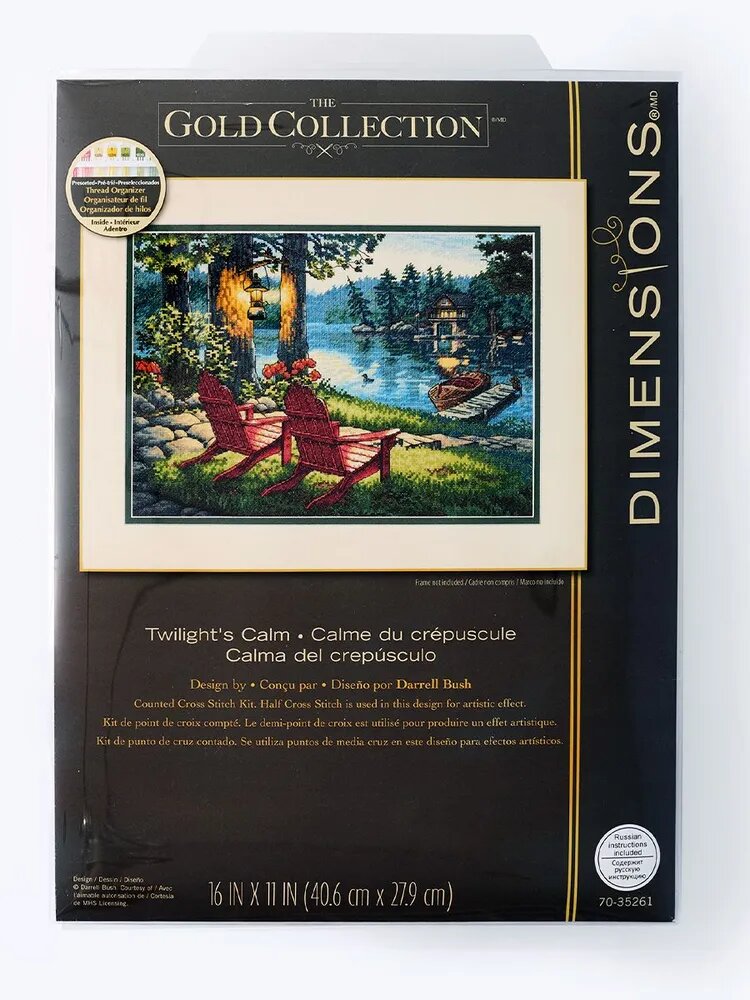 THE
GOLD COLLECTION ®/MD
Presorted • Pré-trié • Preseleccionados
Thread Organizer
Organisateur de fil
Organizador de hilos
Inside • Intérieur
Adentro
DIMENSIONS®/MD
Frame not included / Cadre non compris / Marco no incluido
Twilight's Calm • Calme du crépuscule
Calma del crepúsculo
Design by • Conçu par • Diseño por Darrell Bush
Counted Cross Stitch Kit. Half Cross Stitch is used in this design for artistic effect.
Kit de point de croix compté. Le demi-point de croix est utilisé pour produire un effet artistique.
Kit de punto de cruz contado. Se utiliza puntos de media cruz en este diseño para efectos artísticos.
Russian
instructions
included
Содержит
русскую
инструкцию
Design / Dessin / Diseño
© Darrell Bush. Courtesy of / Avec
l'aimable autorisation de / Cortesía
de MHS Licensing.
16 IN X 11 IN (40.6 cm x 27.9 cm)
70-35261